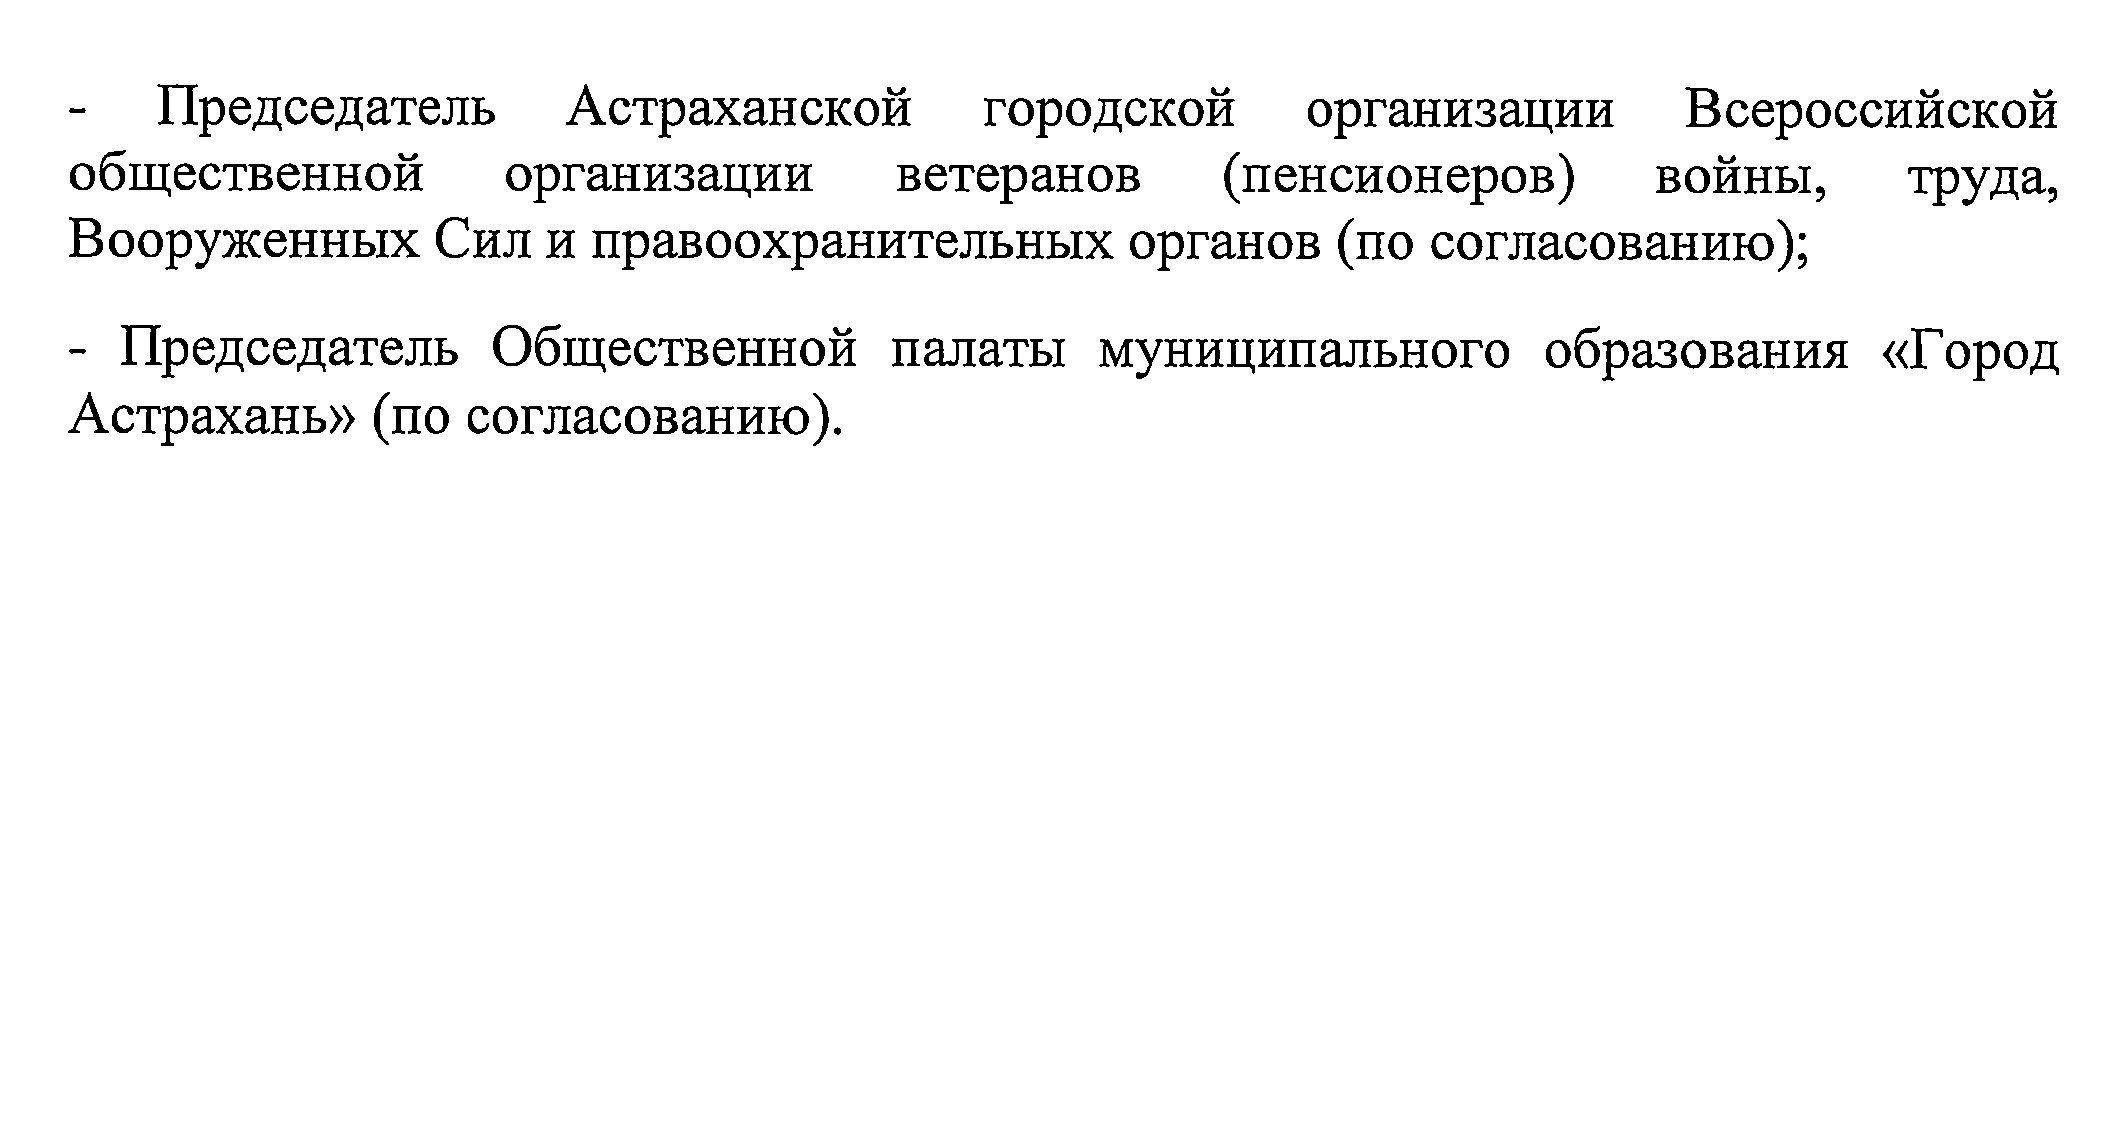 - Председатель Астраханской городской организации Всероссийской
общественной организации ветеранов (пенсионеров) войны, труда,
Вооруженных Сил и правоохранительных органов (по согласованию);
- Председатель Общественной палаты муниципального образования «Город
Астрахань» (по согласованию).